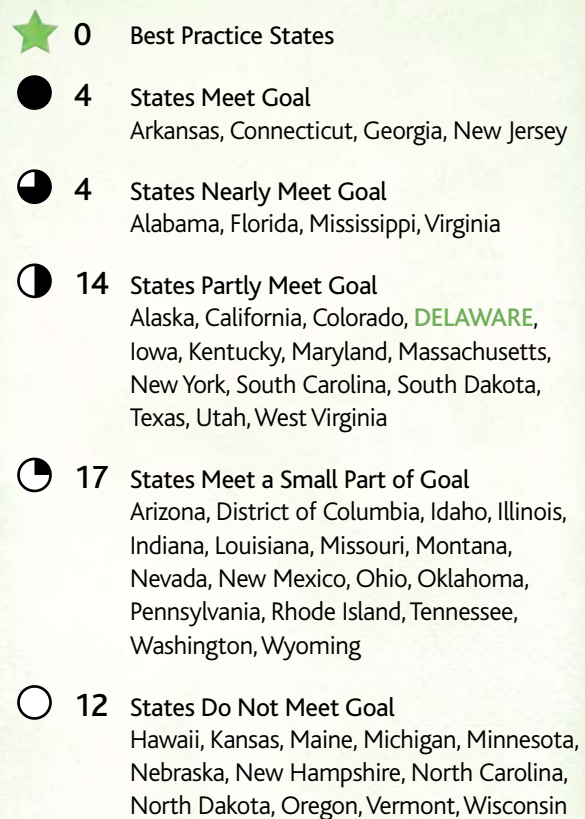 0 Best Practice States
4 States Meet Goal
Arkansas, Connecticut, Georgia, New Jersey
4 States Nearly Meet Goal
Alabama, Florida, Mississippi, Virginia
14 States Partly Meet Goal
Alaska, California, Colorado, DELAWARE,
Iowa, Kentucky, Maryland, Massachusetts,
New York, South Carolina, South Dakota,
Texas, Utah, West Virginia
17 States Meet a Small Part of Goal
Arizona, District of Columbia, Idaho, Illinois,
Indiana, Louisiana, Missouri, Montana,
Nevada, New Mexico, Ohio, Oklahoma,
Pennsylvania, Rhode Island, Tennessee,
Washington, Wyoming
12 States Do Not Meet Goal
Hawaii, Kansas, Maine, Michigan, Minnesota,
Nebraska, New Hampshire, North Carolina,
North Dakota, Oregon, Vermont, Wisconsin